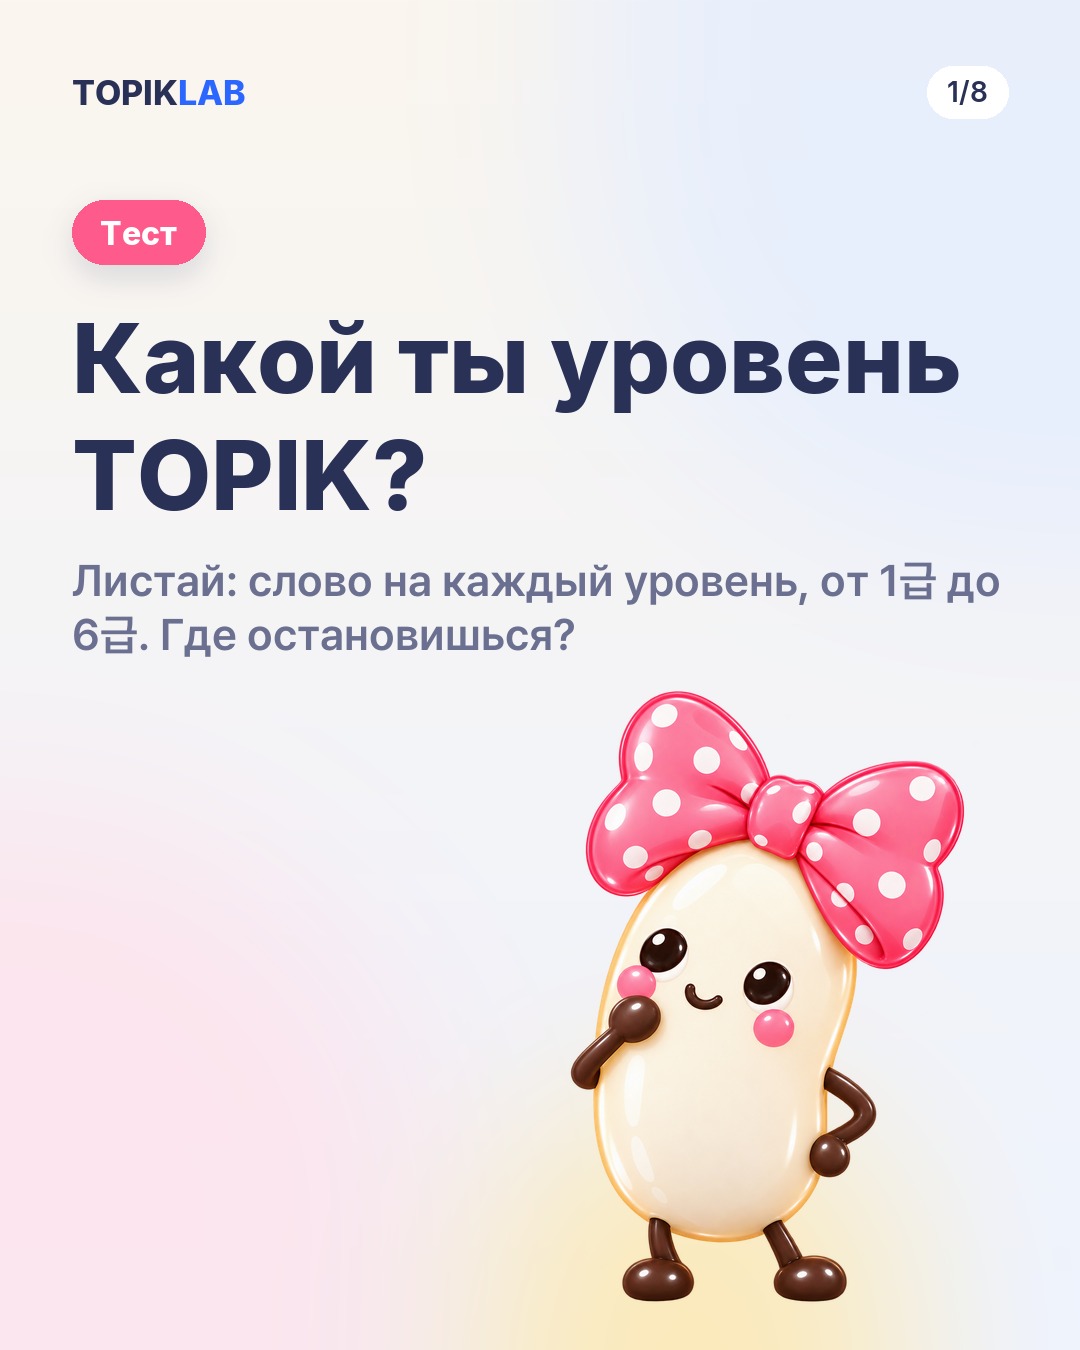 TOPIKLAB
1/8
Тест
Какой ты уровень
TOPIK?
Листай: слово на каждый уровень, от 1급 до
6급. Где остановишься?